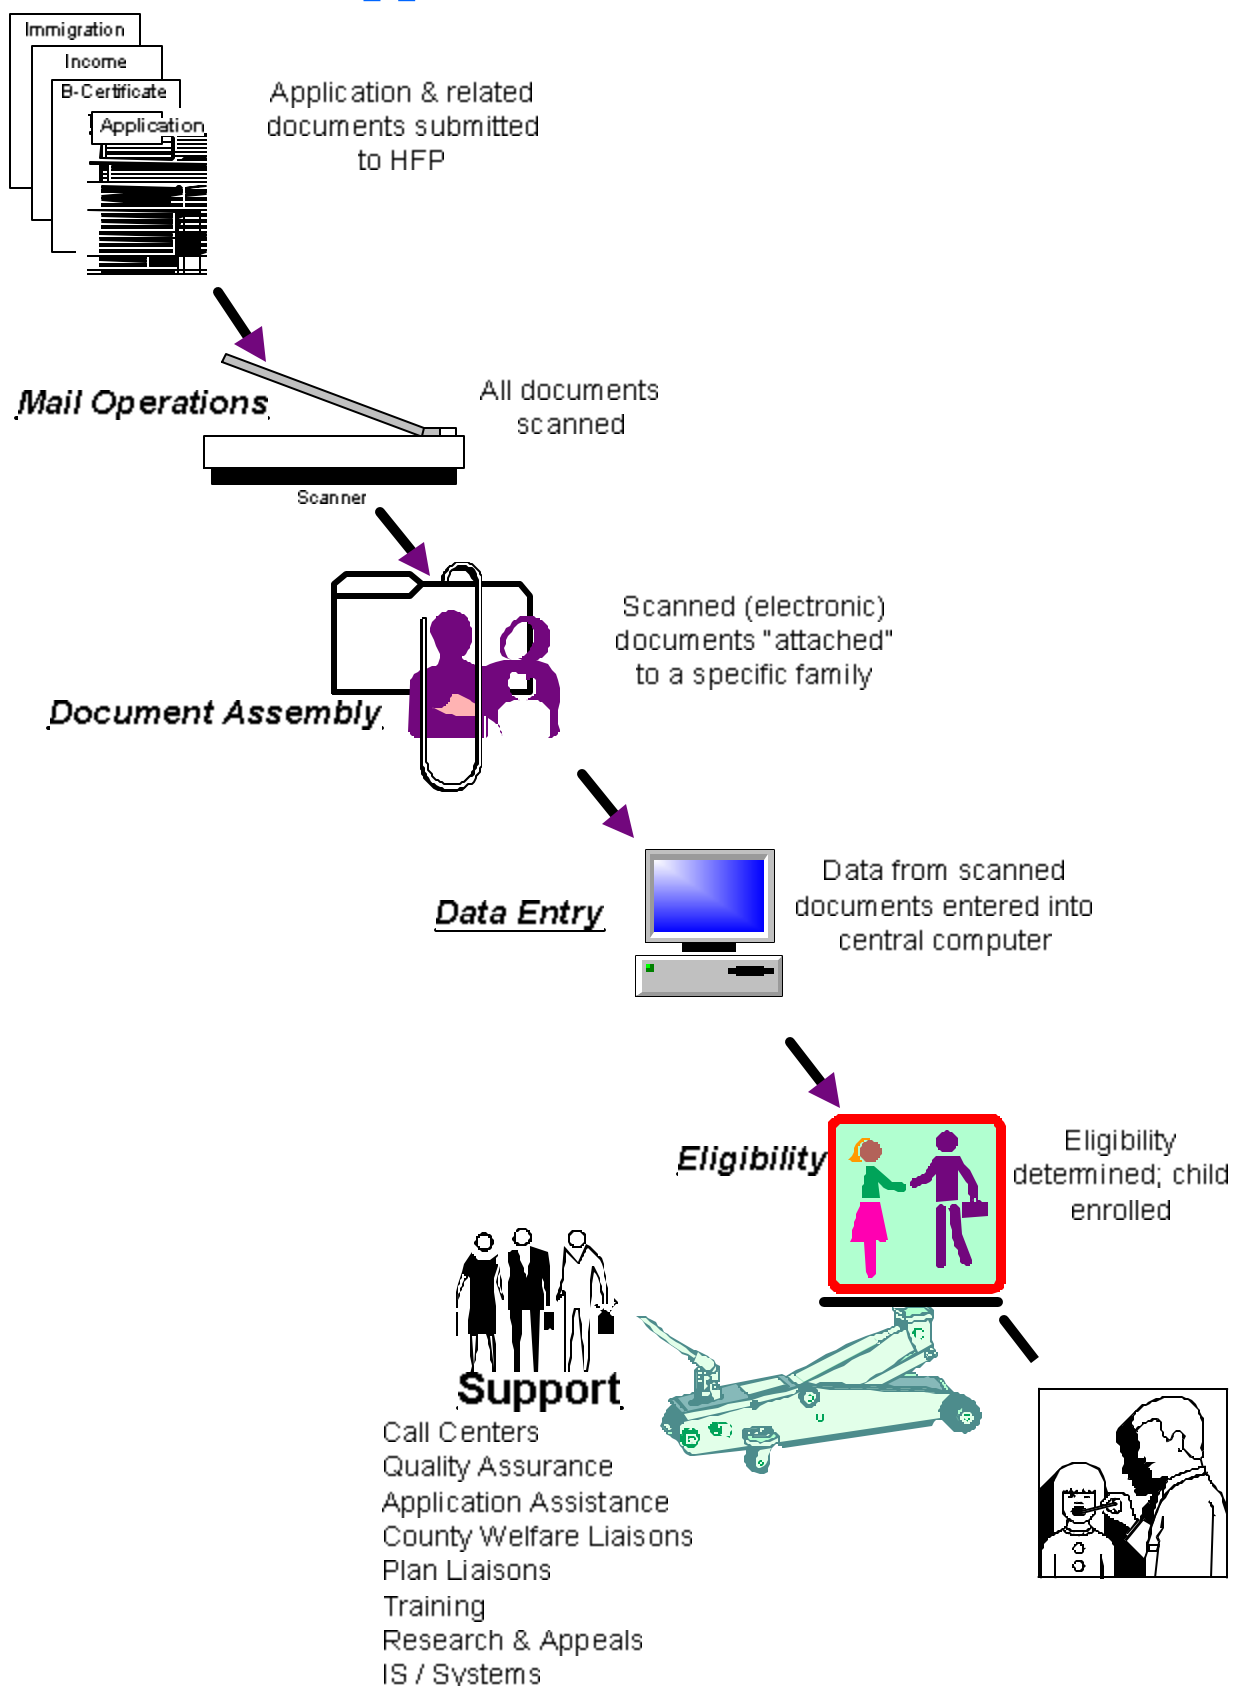 Immigration
Income
B-Certificate
Application
Application & related
documents submitted
to HFP
Mail Operations
All documents
scanned
Scanner
Scanned (electronic)
documents "attached"
to a specific family
Document Assembly
Data Entry
Data from scanned
documents entered into
central computer
Eligibility
Eligibility
determined; child
enrolled
Support
Call Centers
Quality Assurance
Application Assistance
County Welfare Liaisons
Plan Liaisons
Training
Research & Appeals
IS / Systems